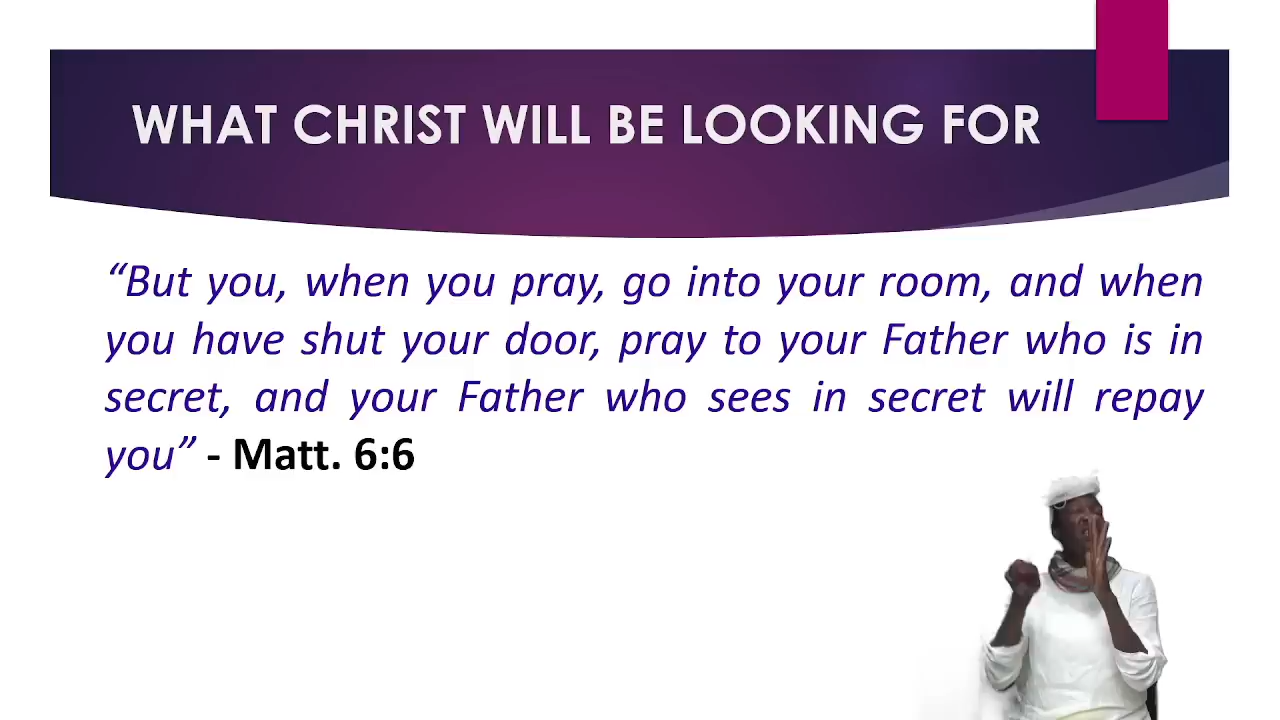 WHAT CHRIST WILL BE LOOKING FOR
“But you, when you pray, go into your room, and when
you have shut your door, pray to your Father who is in
secret, and your Father who sees in secret will repay
you” - Matt. 6:6